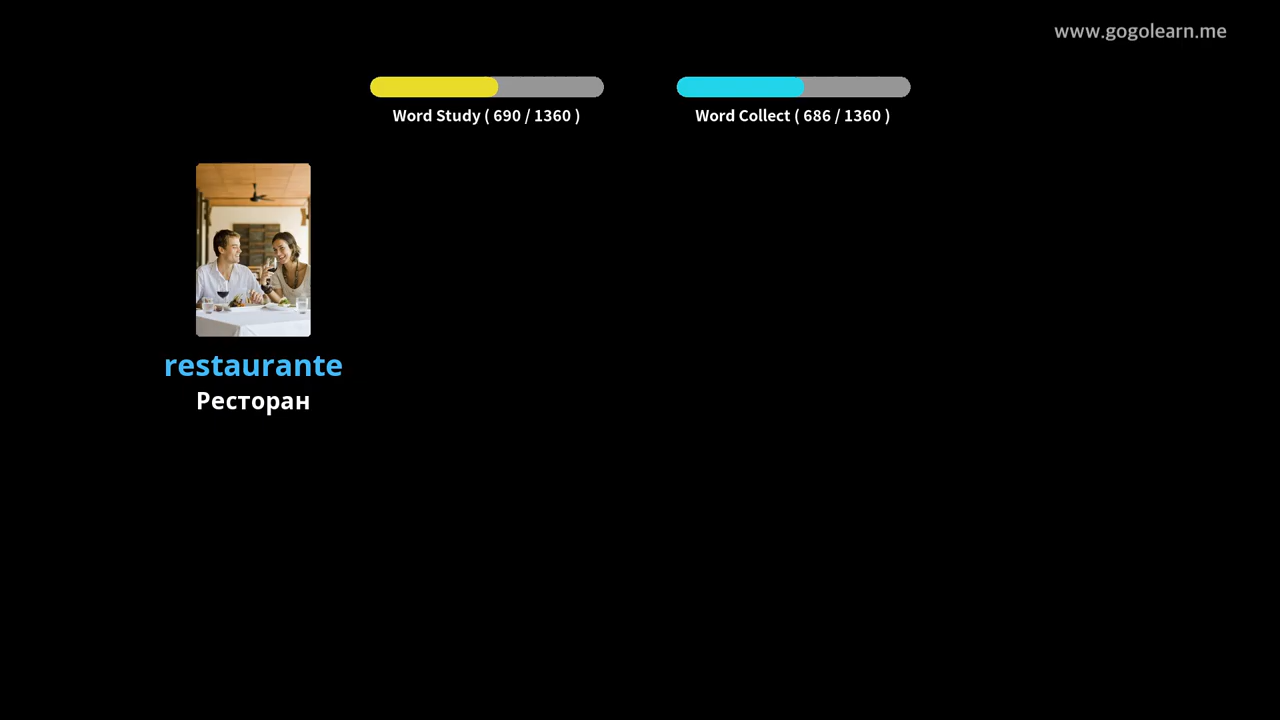 www.gogolearn.me
Word Study ( 690 / 1360 )
Word Collect ( 686 / 1360 )
restaurante
Ресторан